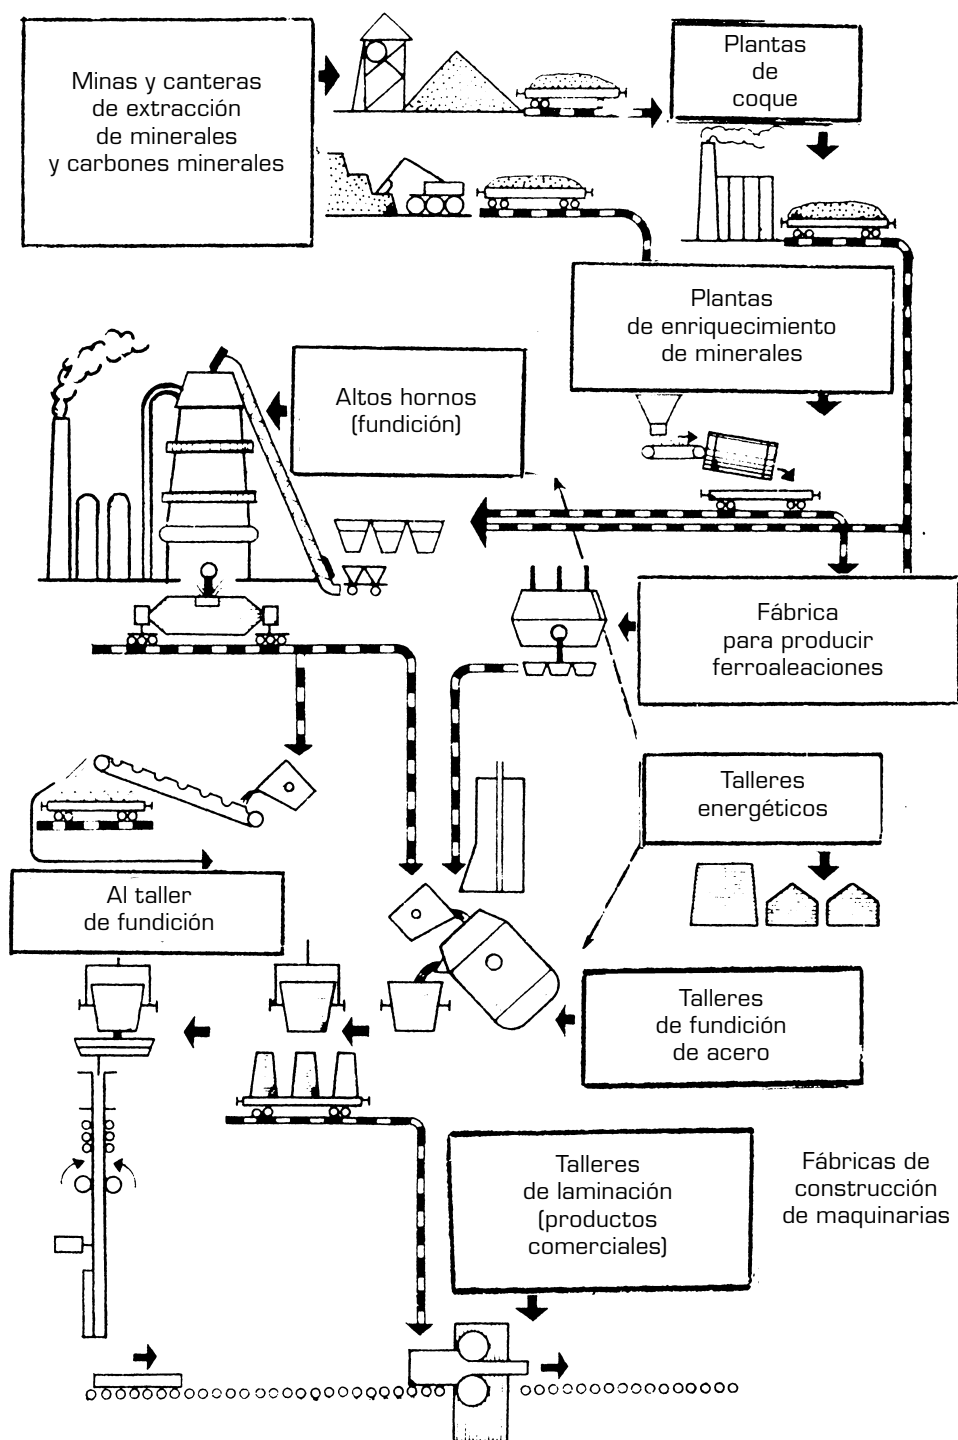 Minas y canteras
de extracción
de minerales
y carbones minerales
Plantas
de
coque
Plantas
de enriquecimiento
de minerales
Altos hornos
(fundición)
Fábrica
para producir
ferroaleaciones
Talleres
energéticos
Al taller
de fundición
Talleres
de fundición
de acero
Talleres
de laminación
(productos
comerciales)
Fábricas de
construcción
de maquinarias